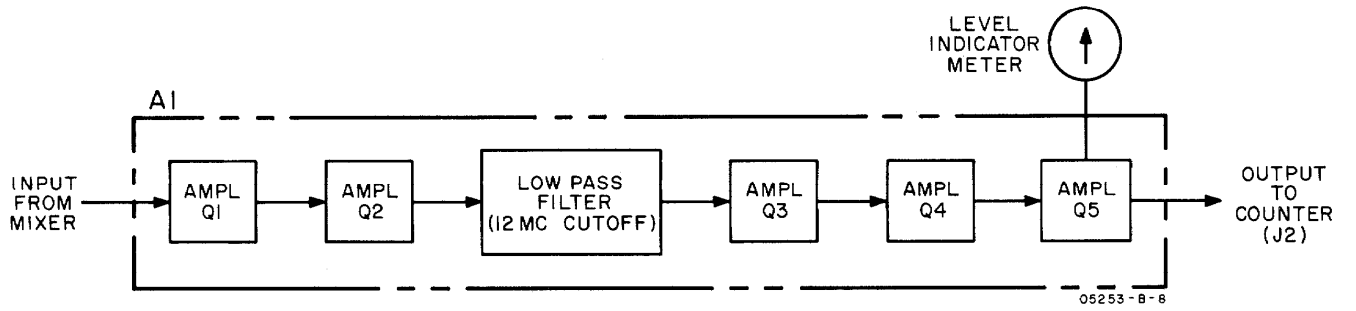 LEVEL
INDICATOR
METER
A1
INPUT
FROM
MIXER
AMPL
Q1
AMPL
Q2
LOW PASS
FILTER
(12 MC CUTOFF)
AMPL
Q3
AMPL
Q4
AMPL
Q5
OUTPUT
TO
COUNTER
(J2)
05253-B-8